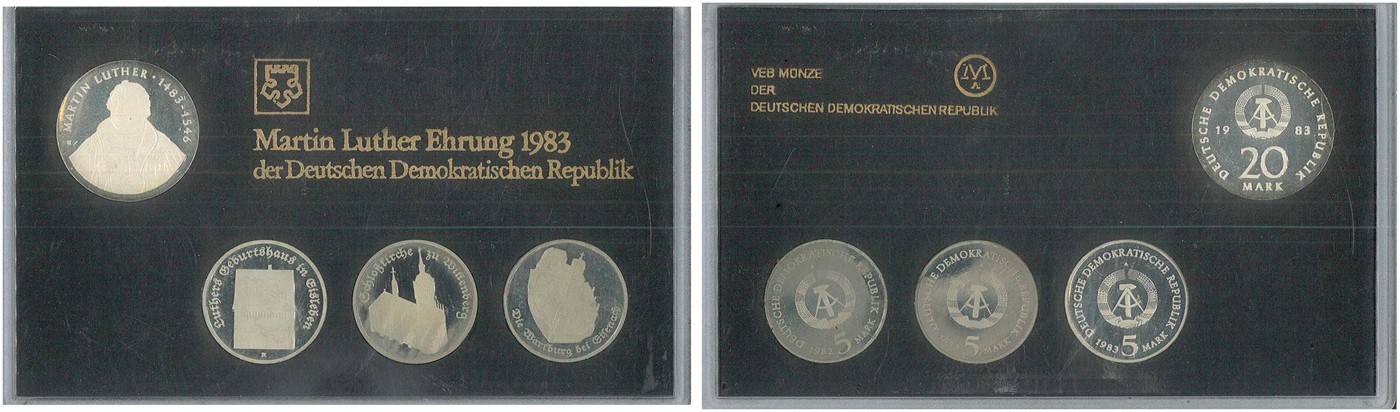 MARTIN LUTHER · 1483-1546
Martin Luther Ehrung 1983
der Deutschen Demokratischen Republik
Luthers Geburtshaus in Eisleben
Schloßkirche zu Wittenberg
Die Wartburg bei Eisenach
VEB MÜNZE
DER
DEUTSCHEN DEMOKRATISCHEN REPUBLIK
M
A
DEUTSCHE DEMOKRATISCHE REPUBLIK
1983
20
MARK
DEUTSCHE DEMOKRATISCHE REPUBLIK
1982 5 MARK
DEUTSCHE DEMOKRATISCHE REPUBLIK
5 MARK
A
DEUTSCHE DEMOKRATISCHE REPUBLIK
1983 5 MARK